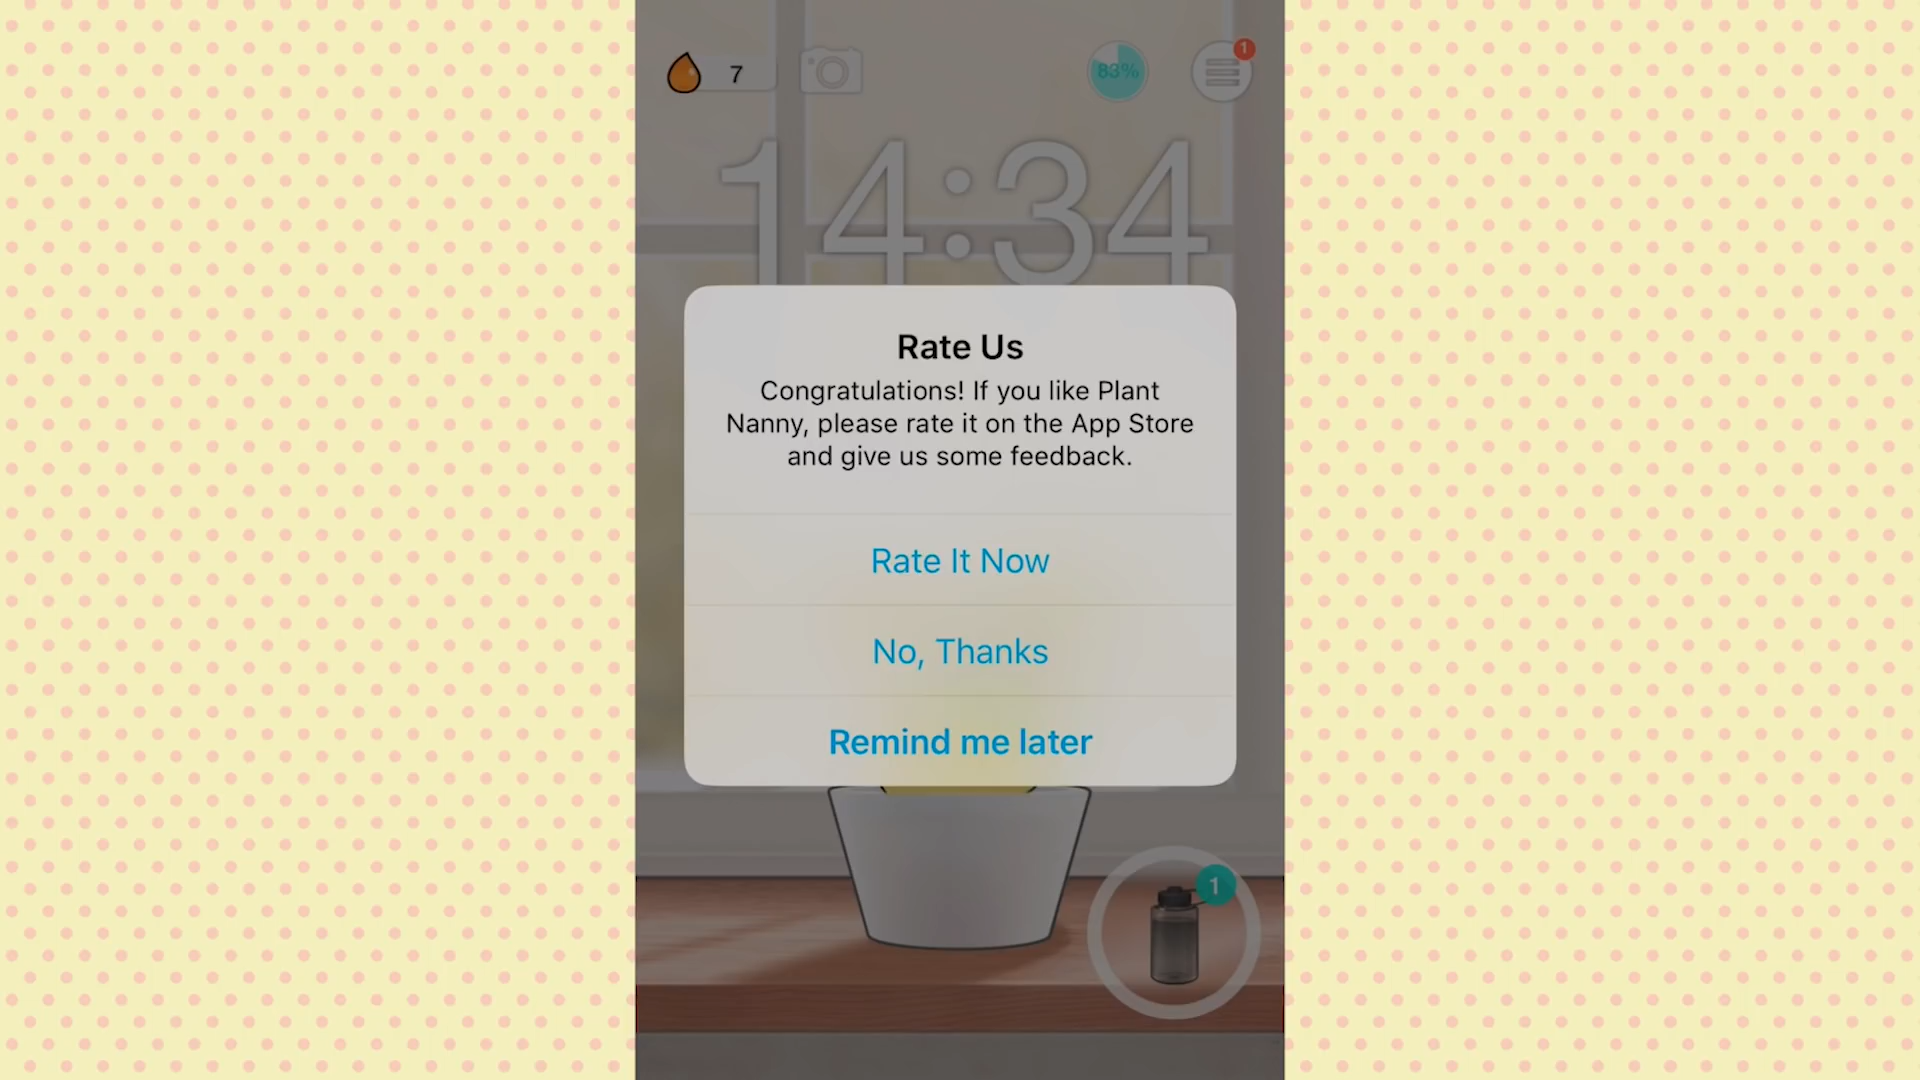 7
83%
1
14:34
Rate Us
Congratulations! If you like Plant
Nanny, please rate it on the App Store
and give us some feedback.
Rate It Now
No, Thanks
Remind me later
1